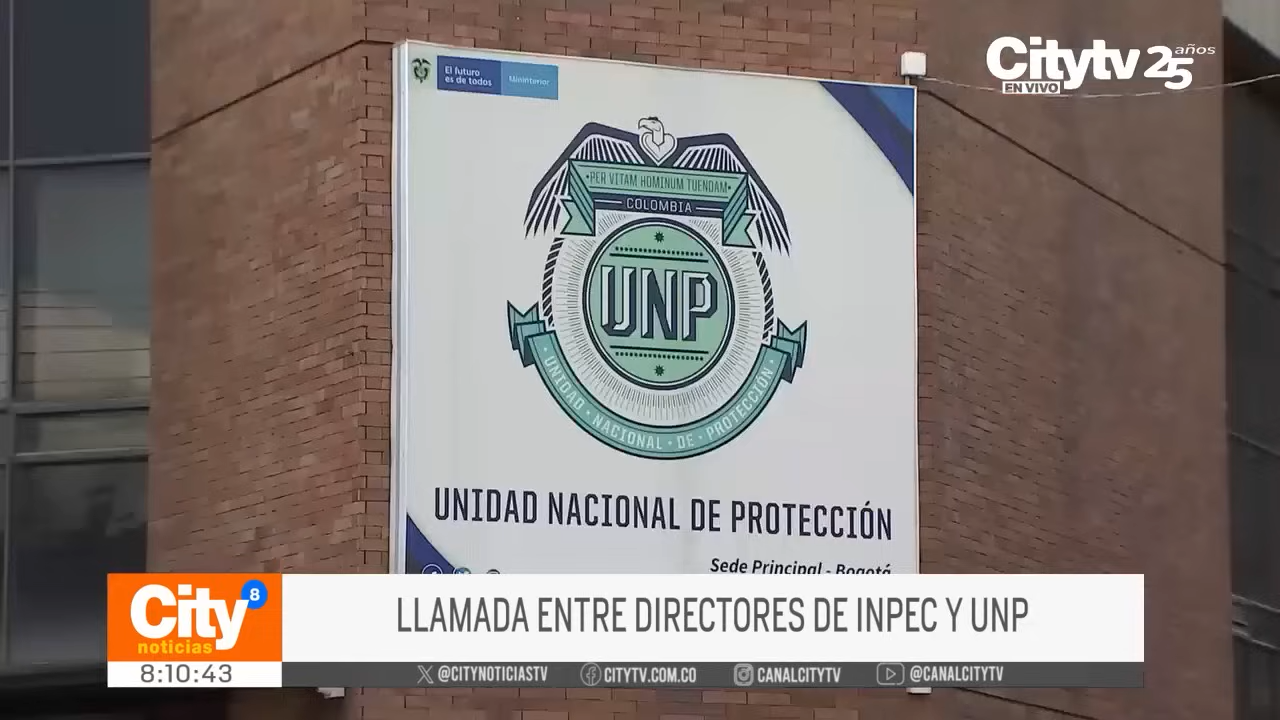 Citytv 25 años
EN VIVO
El futuro
es de todos
Mininterior
•PER VITAM HOMINUM TUENDAM•
COLOMBIA
UNP
• UNIDAD • NACIONAL • DE • PROTECCIÓN •
UNIDAD NACIONAL DE PROTECCIÓN
Sede Principal - Bogotá
City 8
noticias
LLAMADA ENTRE DIRECTORES DE INPEC Y UNP
8:10:43
@CITYNOTICIASTV
CITYTV.COM.CO
CANALCITYTV
@CANALCITYTV